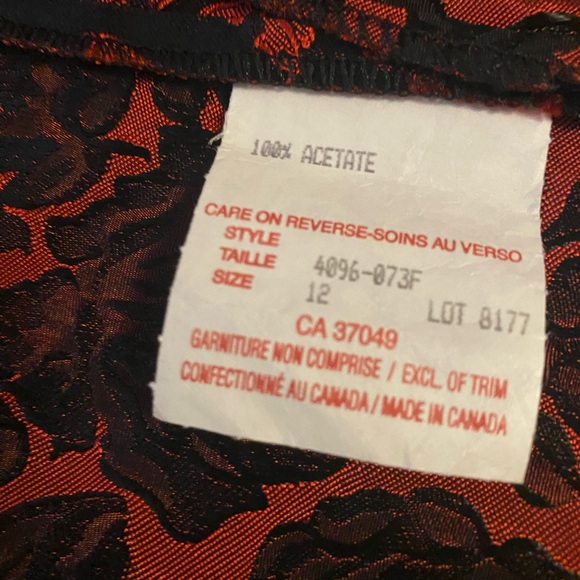 100% ACETATE
CARE ON REVERSE-SOINS AU VERSO
STYLE
TAILLE 4096-073F
SIZE 12 LOT 8177
CA 37049
GARNITURE NON COMPRISE / EXCL. OF TRIM
CONFECTIONNÉ AU CANADA / MADE IN CANADA